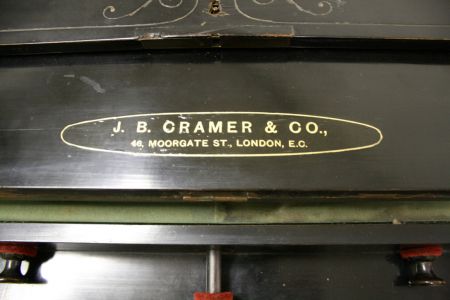 J. B. CRAMER & CO.,
46, MOORGATE ST., LONDON, E.C.